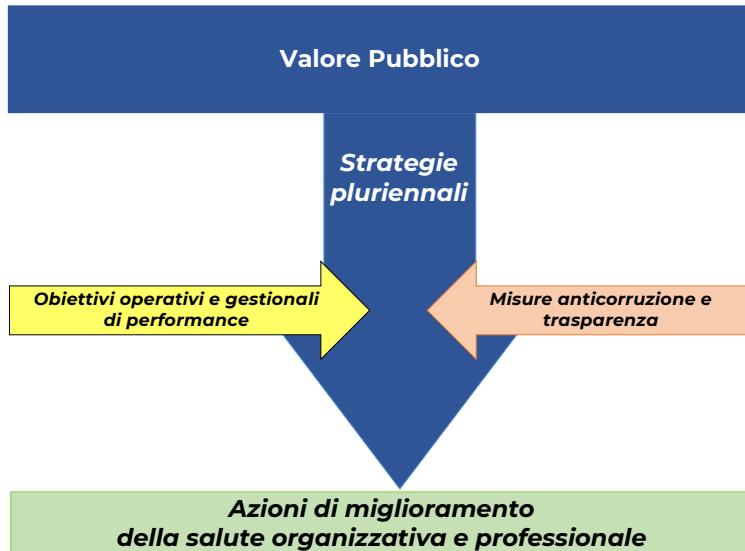 Valore Pubblico
Strategie
pluriennali
Obiettivi operativi e gestionali
di performance
Misure anticorruzione e
trasparenza
Azioni di miglioramento
della salute organizzativa e professionale